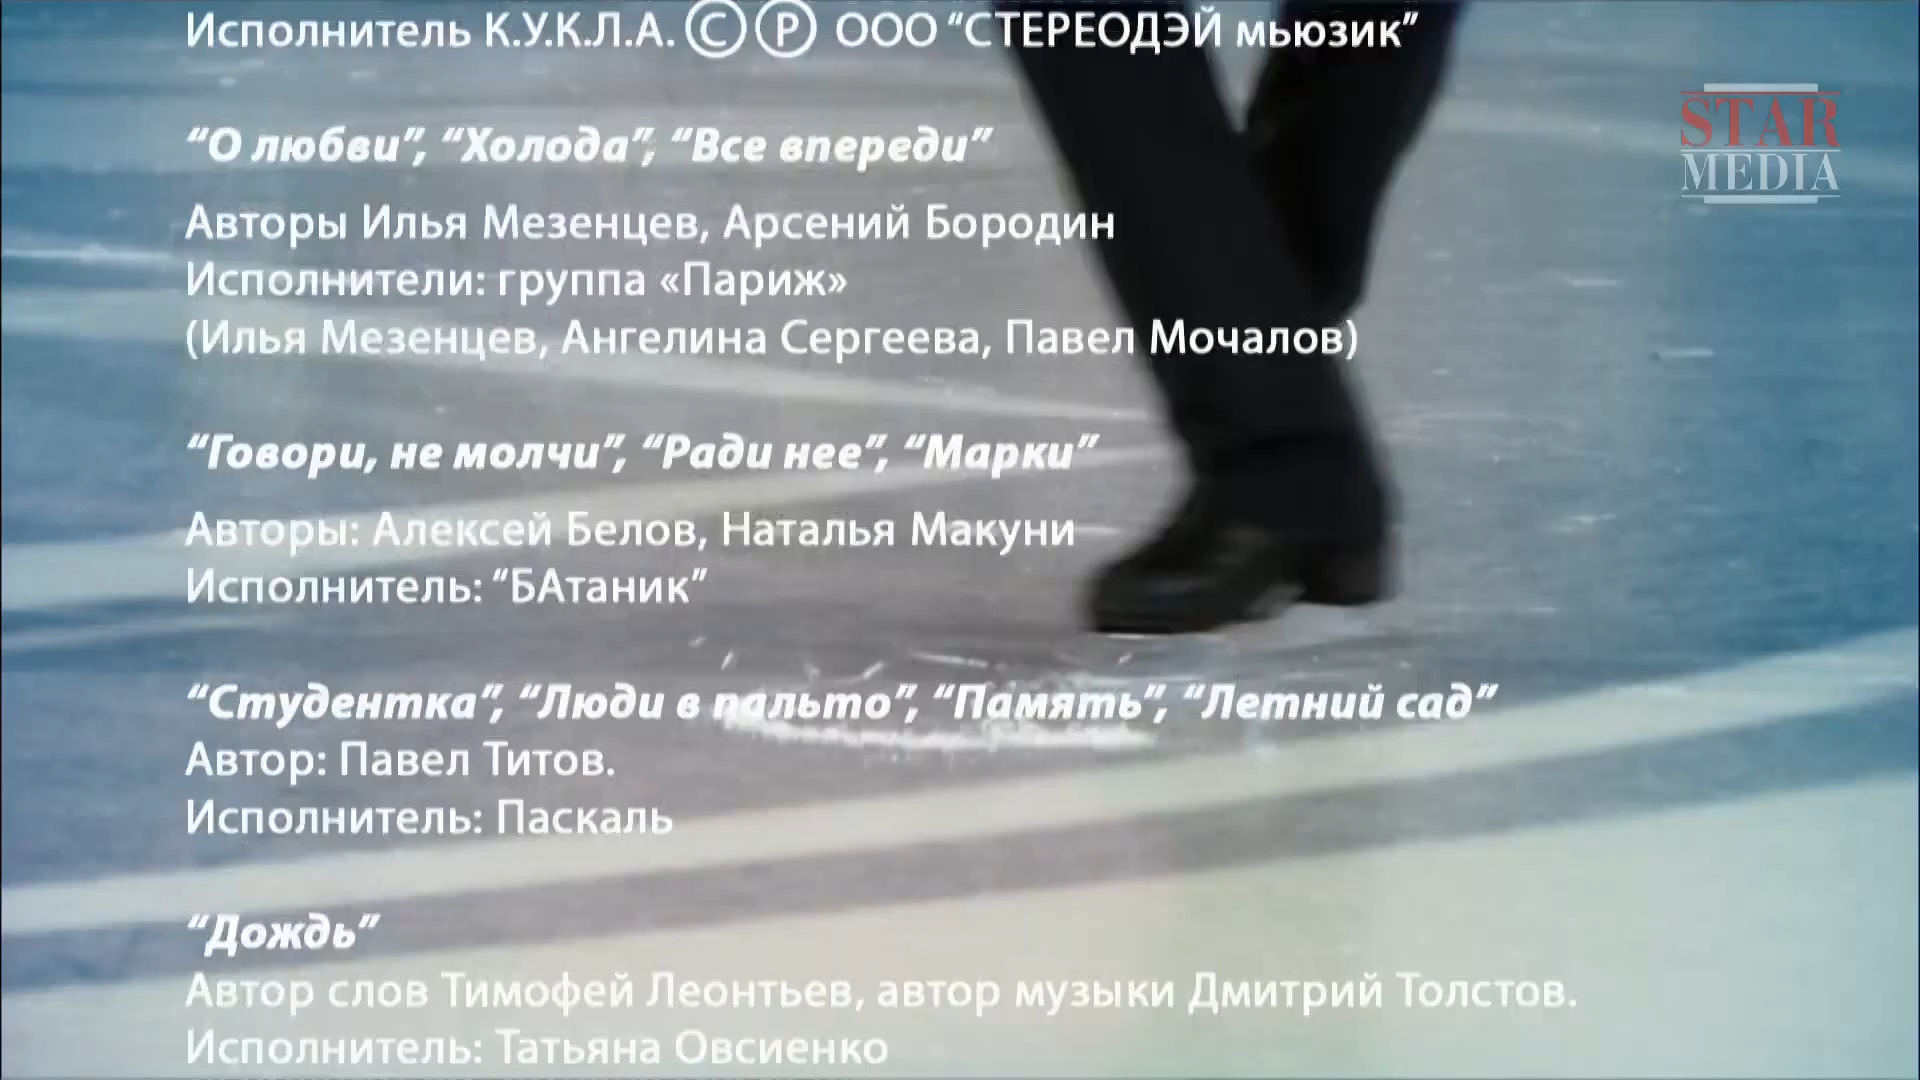 Исполнитель К.У.К.Л.А. Ⓒ Ⓟ ООО “СТЕРЕОДЭЙ мьюзик”
STAR
MEDIA
“О любви”, “Холода”, “Все впереди”
Авторы Илья Мезенцев, Арсений Бородин
Исполнители: группа «Париж»
(Илья Мезенцев, Ангелина Сергеева, Павел Мочалов)
“Говори, не молчи”, “Ради нее”, “Марки”
Авторы: Алексей Белов, Наталья Макуни
Исполнитель: “БАтаник”
“Студентка”, “Люди в пальто”, “Память”, “Летний сад”
Автор: Павел Титов.
Исполнитель: Паскаль
“Дождь”
Автор слов Тимофей Леонтьев, автор музыки Дмитрий Толстов.
Исполнитель: Татьяна Овсиенко